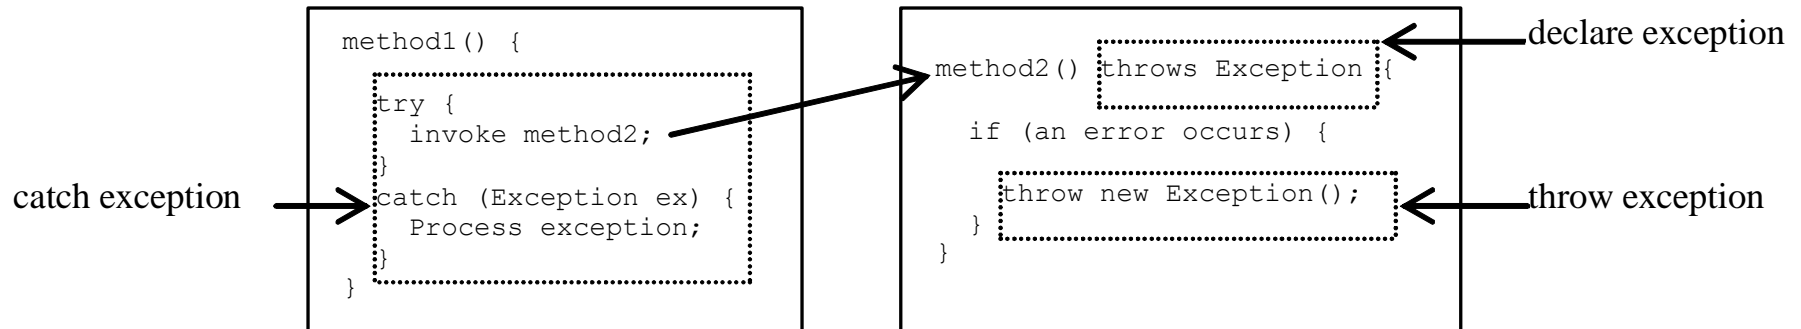 catch exception
method1() {
try {
invoke method2;
}
catch (Exception ex) {
Process exception;
}
}
method2() throws Exception {
if (an error occurs) {
throw new Exception();
}
}
declare exception
throw exception